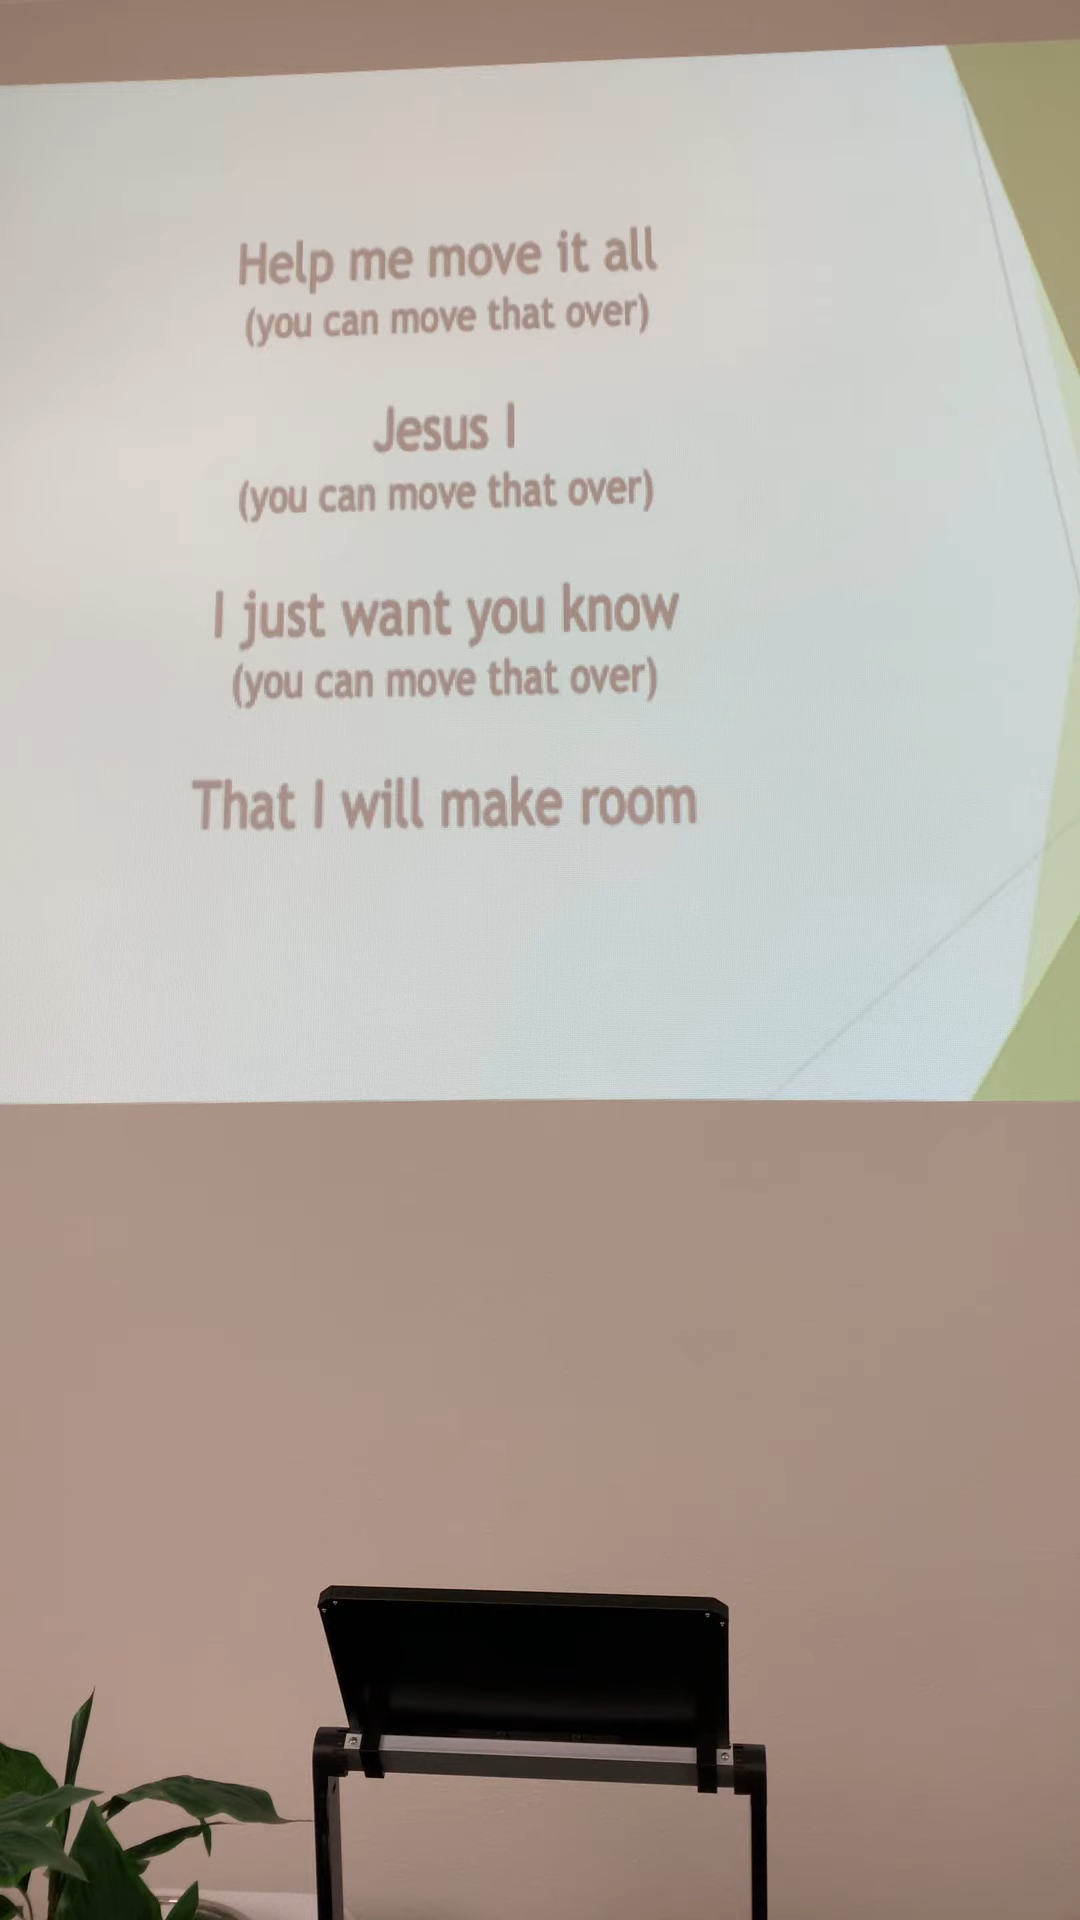 Help me move it all
(you can move that over)
Jesus I
(you can move that over)
I just want you know
(you can move that over)
That I will make room